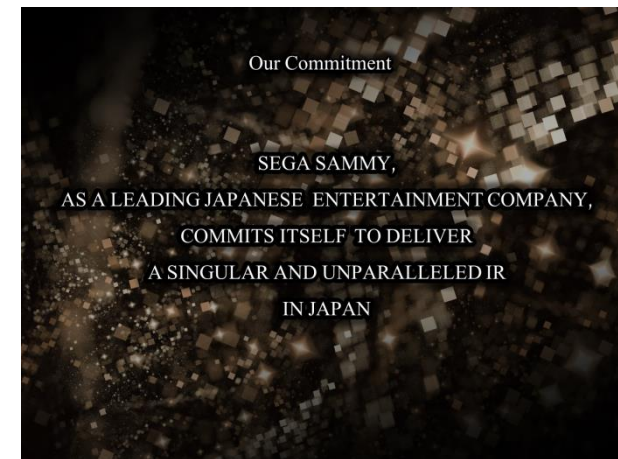 Our Commitment
SEGA SAMMY,
AS A LEADING JAPANESE ENTERTAINMENT COMPANY,
COMMITS ITSELF TO DELIVER
A SINGULAR AND UNPARALLELED IR
IN JAPAN